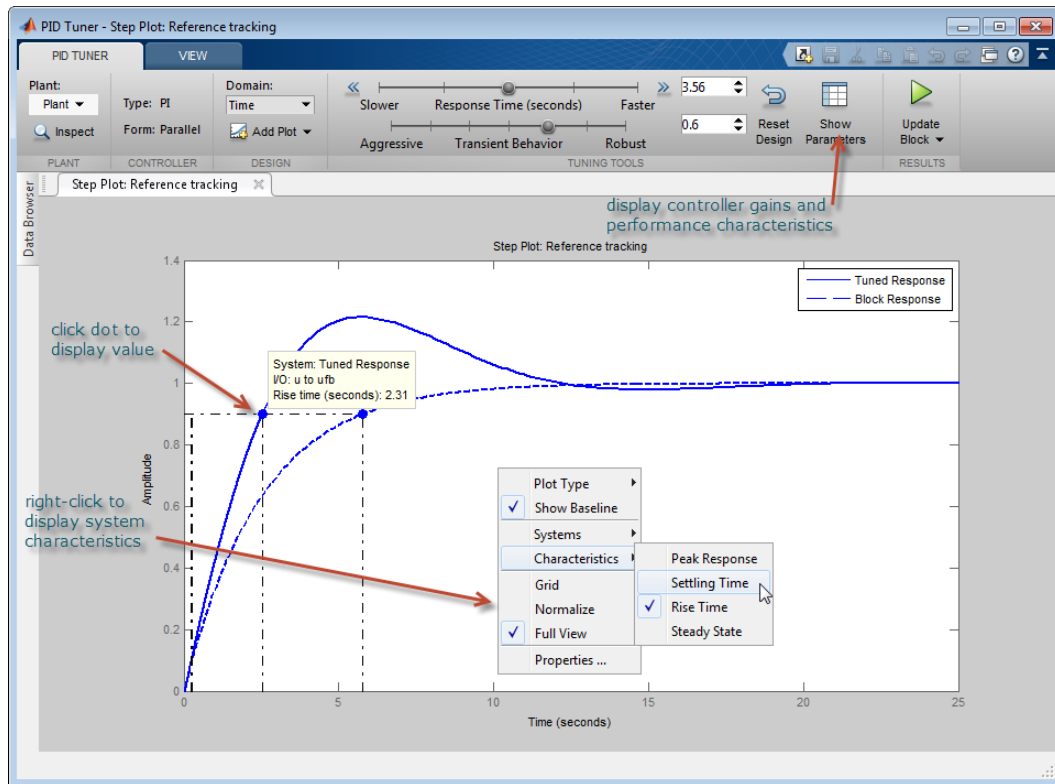 PID Tuner - Step Plot: Reference tracking
PID TUNER
VIEW
Plant:
Plant
Inspect
PLANT
Type: PI
Form: Parallel
CONTROLLER
Domain:
Time
Add Plot
DESIGN
Slower
Response Time (seconds)
Faster
3.56
Aggressive
Transient Behavior
Robust
0.6
Reset
Design
Show
Parameters
TUNING TOOLS
Update
Block
RESULTS
Data Browser
Step Plot: Reference tracking
display controller gains and
performance characteristics
Step Plot: Reference tracking
Tuned Response
Block Response
click dot to
display value
System: Tuned Response
I/O: u to ufb
Rise time (seconds): 2.31
right-click to
display system
characteristics
Amplitude
1.4
1.2
1
0.8
0.6
0.4
0.2
0
Plot Type
Show Baseline
Systems
Characteristics
Grid
Normalize
Full View
Properties ...
Peak Response
Settling Time
Rise Time
Steady State
0
5
10
15
20
25
Time (seconds)